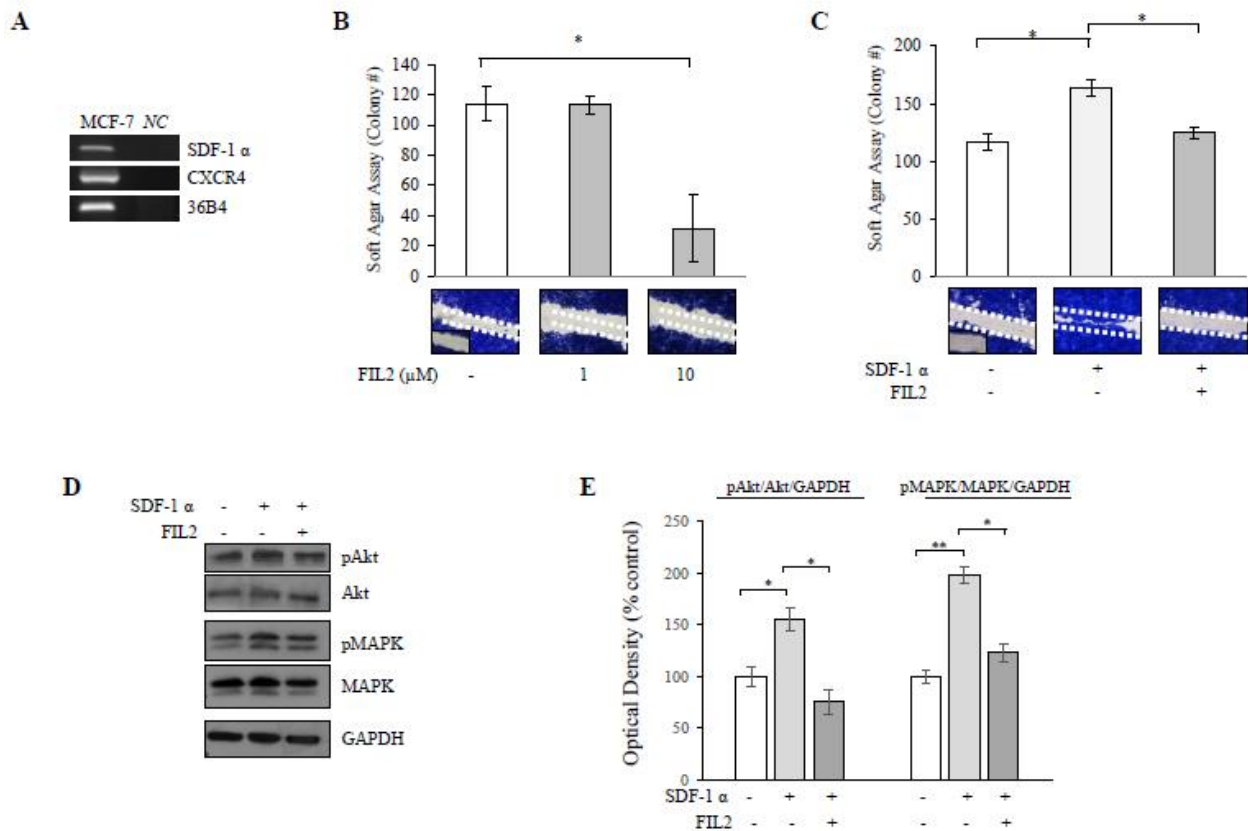 A
MCF-7 NC
SDF-1 α
CXCR4
36B4
B
*
Soft Agar Assay (Colony #)
140
120
100
80
60
40
20
0
FIL2 (µM) - 1 10
C
* *
Soft Agar Assay (Colony #)
200
150
100
50
0
SDF-1 α - + +
FIL2 - - +
D
SDF-1 α - + +
FIL2 - - +
pAkt
Akt
pMAPK
MAPK
GAPDH
E
pAkt/Akt/GAPDH pMAPK/MAPK/GAPDH
Optical Density (% control)
250
200
150
100
50
0
* * ** *
SDF-1 α - + + - + +
FIL2 - - + - - +